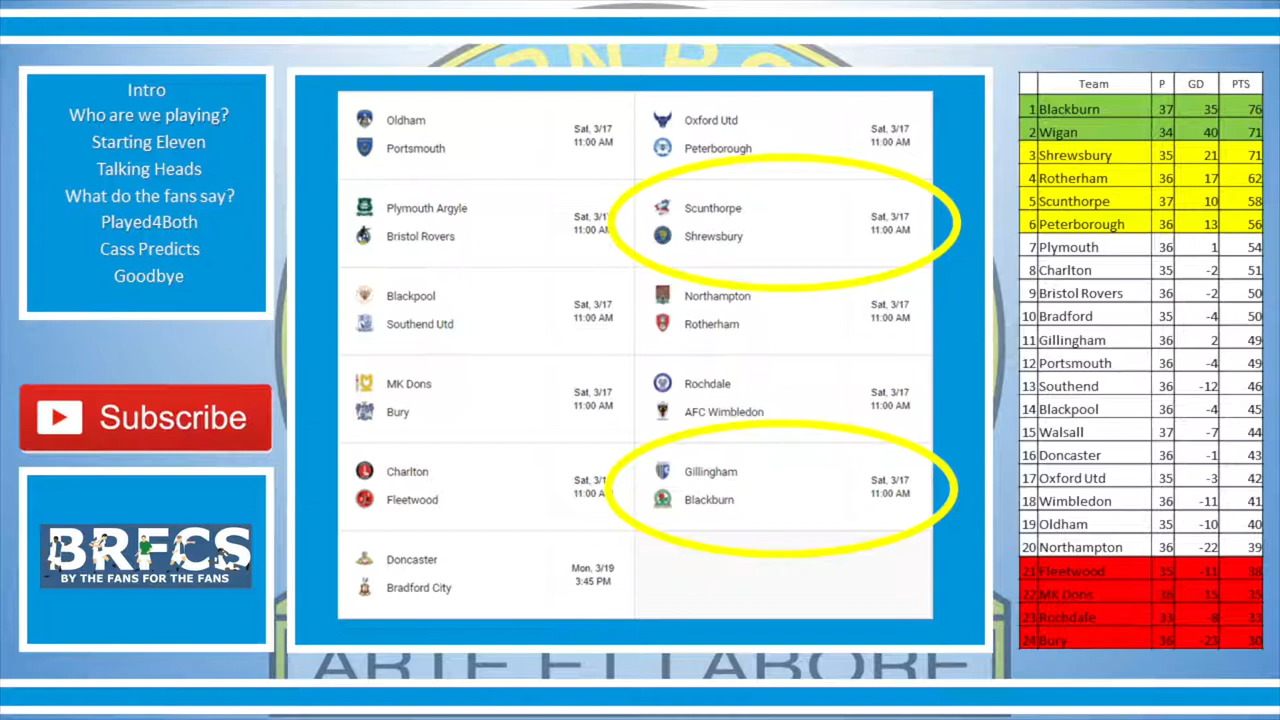 RN RO
Intro
Who are we playing?
Starting Eleven
Talking Heads
What do the fans say?
Played4Both
Cass Predicts
Goodbye
Subscribe
BRFCS
BY THE FANS FOR THE FANS
Oldham
Portsmouth
Sat, 3/17
11:00 AM
Oxford Utd
Peterborough
Sat, 3/17
11:00 AM
Plymouth Argyle
Bristol Rovers
Sat, 3/17
11:00 AM
Scunthorpe
Shrewsbury
Sat, 3/17
11:00 AM
Blackpool
Southend Utd
Sat, 3/17
11:00 AM
Northampton
Rotherham
Sat, 3/17
11:00 AM
MK Dons
Bury
Sat, 3/17
11:00 AM
Rochdale
AFC Wimbledon
Sat, 3/17
11:00 AM
Charlton
Fleetwood
Sat, 3/17
11:00 AM
Gillingham
Blackburn
Sat, 3/17
11:00 AM
Doncaster
Bradford City
Mon, 3/19
3:45 PM
Team P GD PTS
1 Blackburn 37 35 76
2 Wigan 34 40 71
3 Shrewsbury 35 21 71
4 Rotherham 36 17 62
5 Scunthorpe 37 10 58
6 Peterborough 36 13 56
7 Plymouth 36 1 54
8 Charlton 35 -2 51
9 Bristol Rovers 36 -2 50
10 Bradford 35 -4 50
11 Gillingham 36 2 49
12 Portsmouth 36 -4 49
13 Southend 36 -12 46
14 Blackpool 36 -4 45
15 Walsall 37 -7 44
16 Doncaster 36 -1 43
17 Oxford Utd 35 -3 42
18 Wimbledon 36 -11 41
19 Oldham 35 -10 40
20 Northampton 36 -22 39
21 Fleetwood 35 -11 38
22 MK Dons 36 15 35
23 Rochdale 33 -8 33
24 Bury 36 -23 30
ARTE ET LABORE